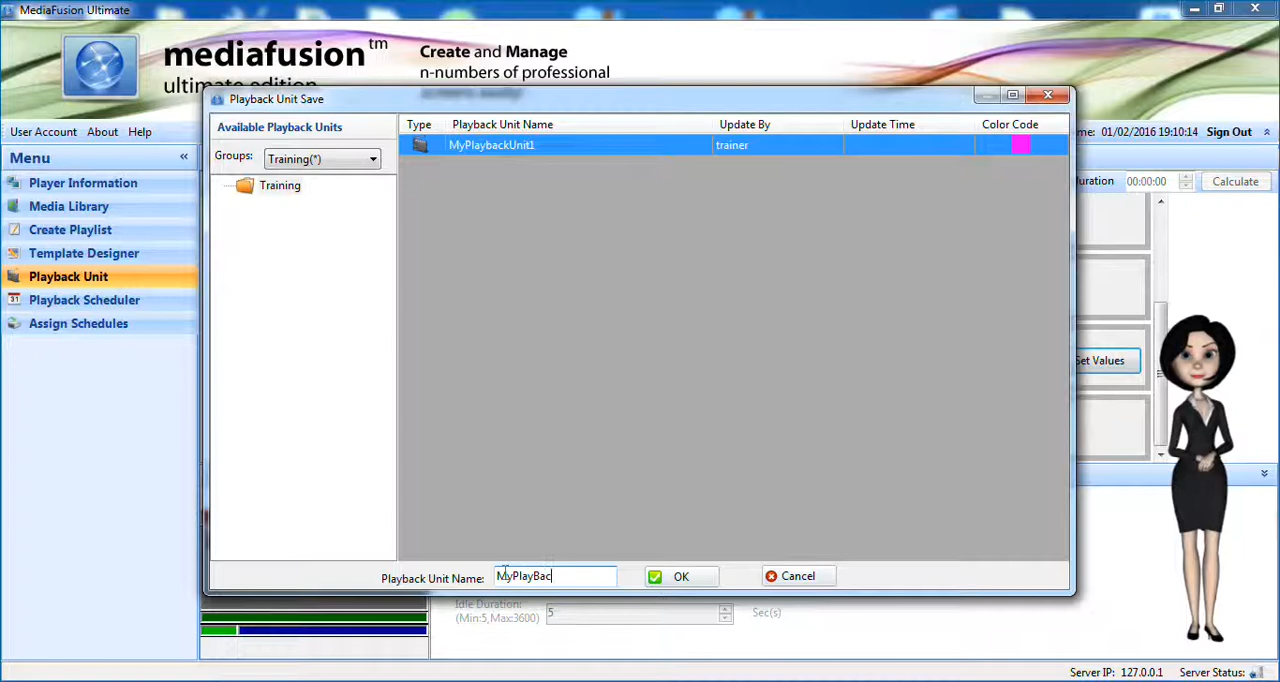 MediaFusion Ultimate
mediafusion™
ultimate edition
Create and Manage
n-numbers of professional
User Account About Help
me: 01/02/2016 19:10:14 Sign Out
Menu
Player Information
Media Library
Create Playlist
Template Designer
Playback Unit
Playback Scheduler
31
Assign Schedules
Playback Unit Save
Available Playback Units
Groups: Training(*)
Training
Type Playback Unit Name Update By Update Time Color Code
MyPlaybackUnit1 trainer
uration 00:00:00 Calculate
Set Values
Playback Unit Name: MyPlayBac OK Cancel
Idle Duration:
(Min:5,Max:3600) 5 Sec(s)
Server IP: 127.0.0.1 Server Status: